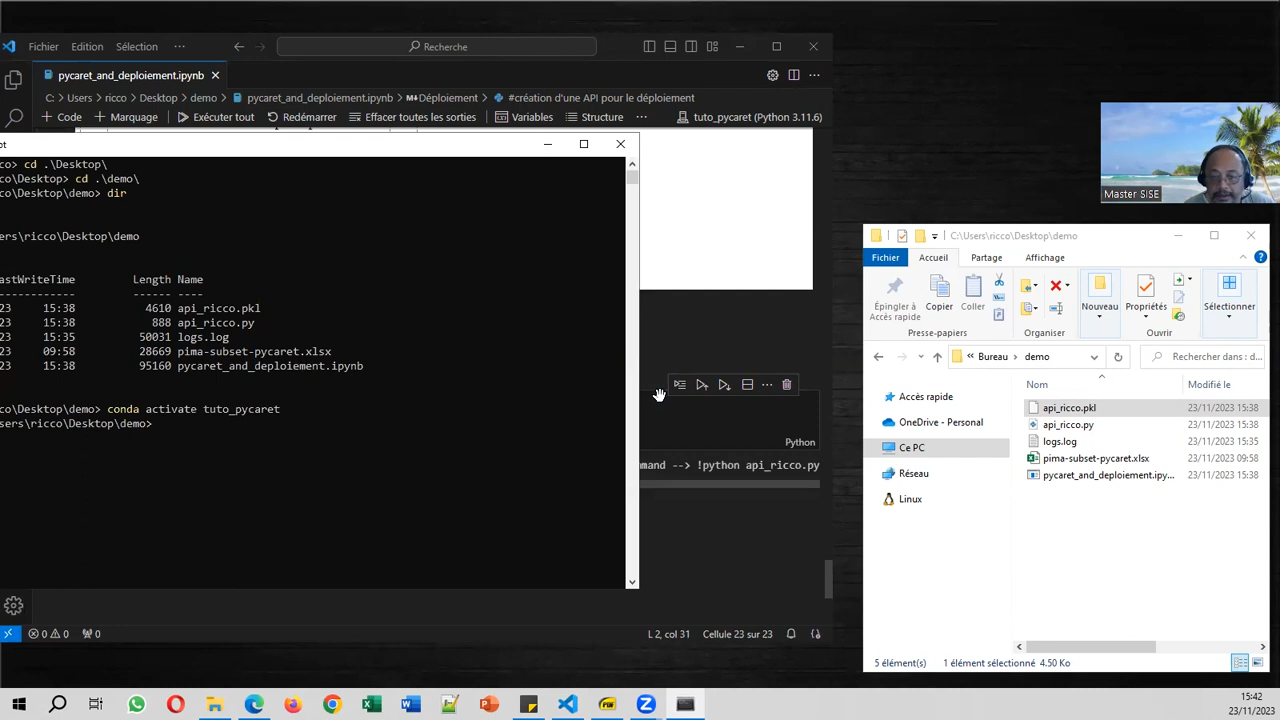 Fichier Edition Sélection ··· Recherche
pycaret_and_deploiement.ipynb
C: > Users > ricco > Desktop > demo > pycaret_and_deploiement.ipynb > Déploiement > #création d'une API pour le déploiement
+ Code + Marquage Exécuter tout Redémarrer Effacer toutes les sorties Variables Structure ··· tuto_pycaret (Python 3.11.6)
ot
co> cd .\Desktop\
co\Desktop> cd .\demo\
co\Desktop\demo> dir
ers\ricco\Desktop\demo
astWriteTime Length Name
------------ ------ ----
23 15:38 4610 api_ricco.pkl
23 15:38 888 api_ricco.py
23 15:35 50031 logs.log
23 09:58 28669 pima-subset-pycaret.xlsx
23 15:38 95160 pycaret_and_deploiement.ipynb
co\Desktop\demo> conda activate tuto_pycaret
sers\ricco\Desktop\demo>
Python
mmand --> !python api_ricco.py
0 0 0
L 2, col 31 Cellule 23 sur 23
Master SISE
C:\Users\ricco\Desktop\demo
Fichier Accueil Partage Affichage
Épingler à Accès rapide
Copier
Coller
Nouveau
Propriétés
Sélectionner
Presse-papiers Organiser Ouvrir
« Bureau > demo
Rechercher dans : d...
Nom Modifié le
Accès rapide
OneDrive - Personal
Ce PC
Réseau
Linux
api_ricco.pkl 23/11/2023 15:38
api_ricco.py 23/11/2023 15:38
logs.log 23/11/2023 15:35
pima-subset-pycaret.xlsx 23/11/2023 09:58
pycaret_and_deploiement.ipy... 23/11/2023 15:38
5 élément(s) 1 élément sélectionné 4.50 Ko
15:42
23/11/2023